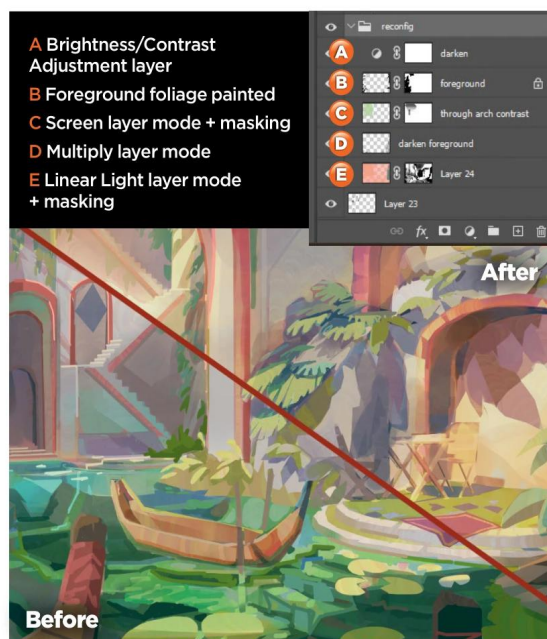 A Brightness/Contrast
Adjustment layer
B Foreground foliage painted
C Screen layer mode + masking
D Multiply layer mode
E Linear Light layer mode
+ masking
reconfig
A darken
B foreground
C through arch contrast
D darken foreground
E Layer 24
Layer 23
fx
After
Before